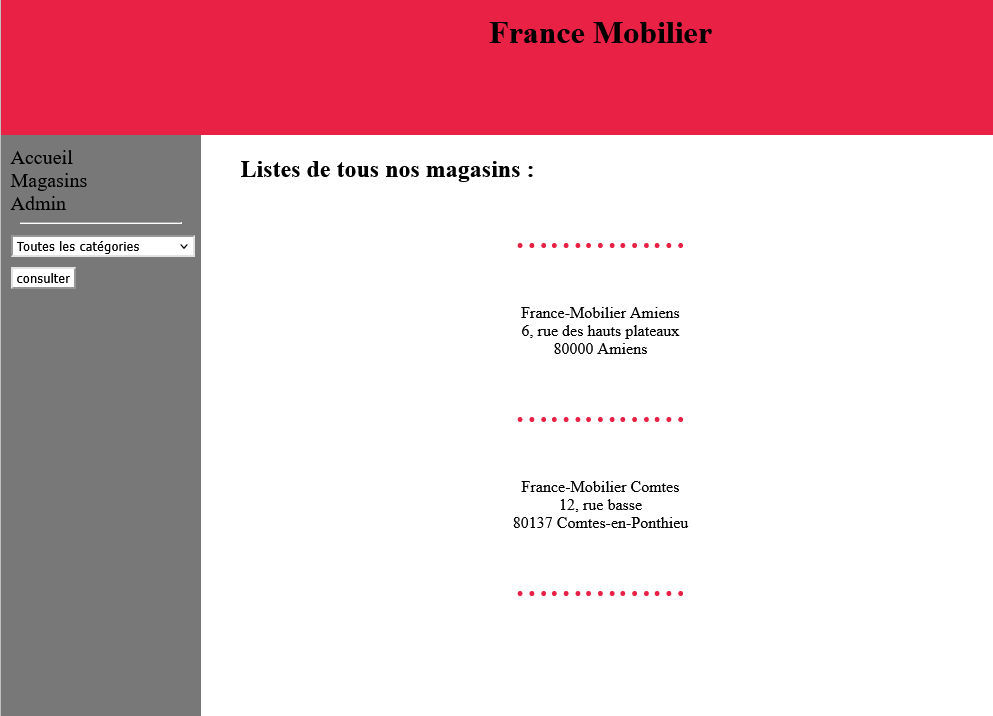 France Mobilier
Accueil
Magasins
Admin
Toutes les catégories
consulter
Listes de tous nos magasins :
France-Mobilier Amiens
6, rue des hauts plateaux
80000 Amiens
France-Mobilier Comtes
12, rue basse
80137 Comtes-en-Ponthieu